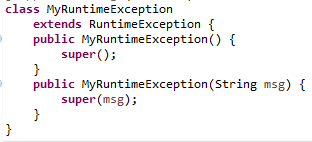 class MyRuntimeException
    extends RuntimeException {
    public MyRuntimeException() {
        super();
    }
    public MyRuntimeException(String msg) {
        super(msg);
    }
}